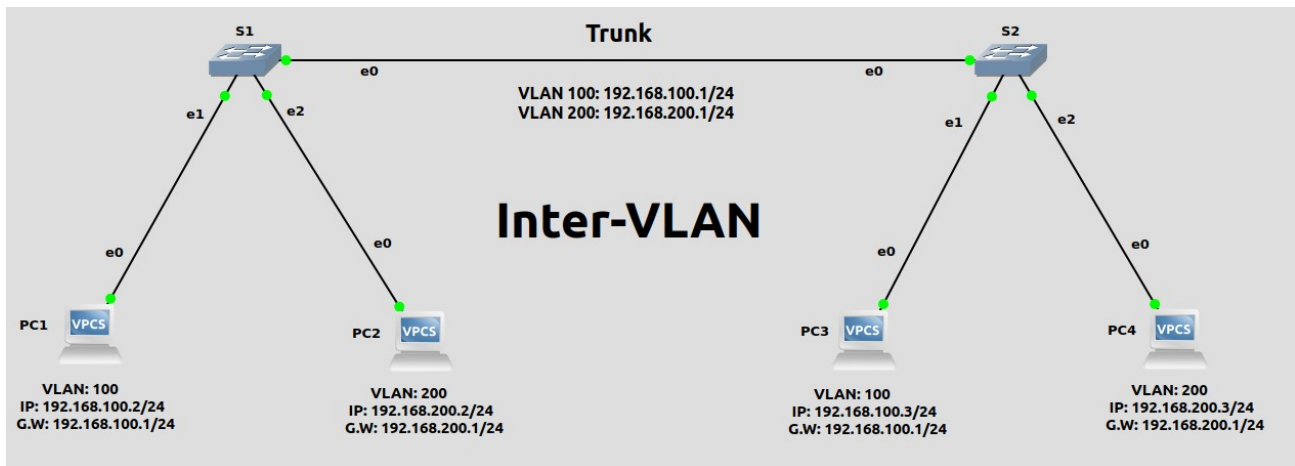 S1
Trunk
S2
e0
e0
VLAN 100: 192.168.100.1/24
VLAN 200: 192.168.200.1/24
e1
e2
e1
e2
Inter-VLAN
e0
e0
e0
e0
PC1
VPCS
PC2
VPCS
PC3
VPCS
PC4
VPCS
VLAN: 100
IP: 192.168.100.2/24
G.W: 192.168.100.1/24
VLAN: 200
IP: 192.168.200.2/24
G.W: 192.168.200.1/24
VLAN: 100
IP: 192.168.100.3/24
G.W: 192.168.100.1/24
VLAN: 200
IP: 192.168.200.3/24
G.W: 192.168.200.1/24